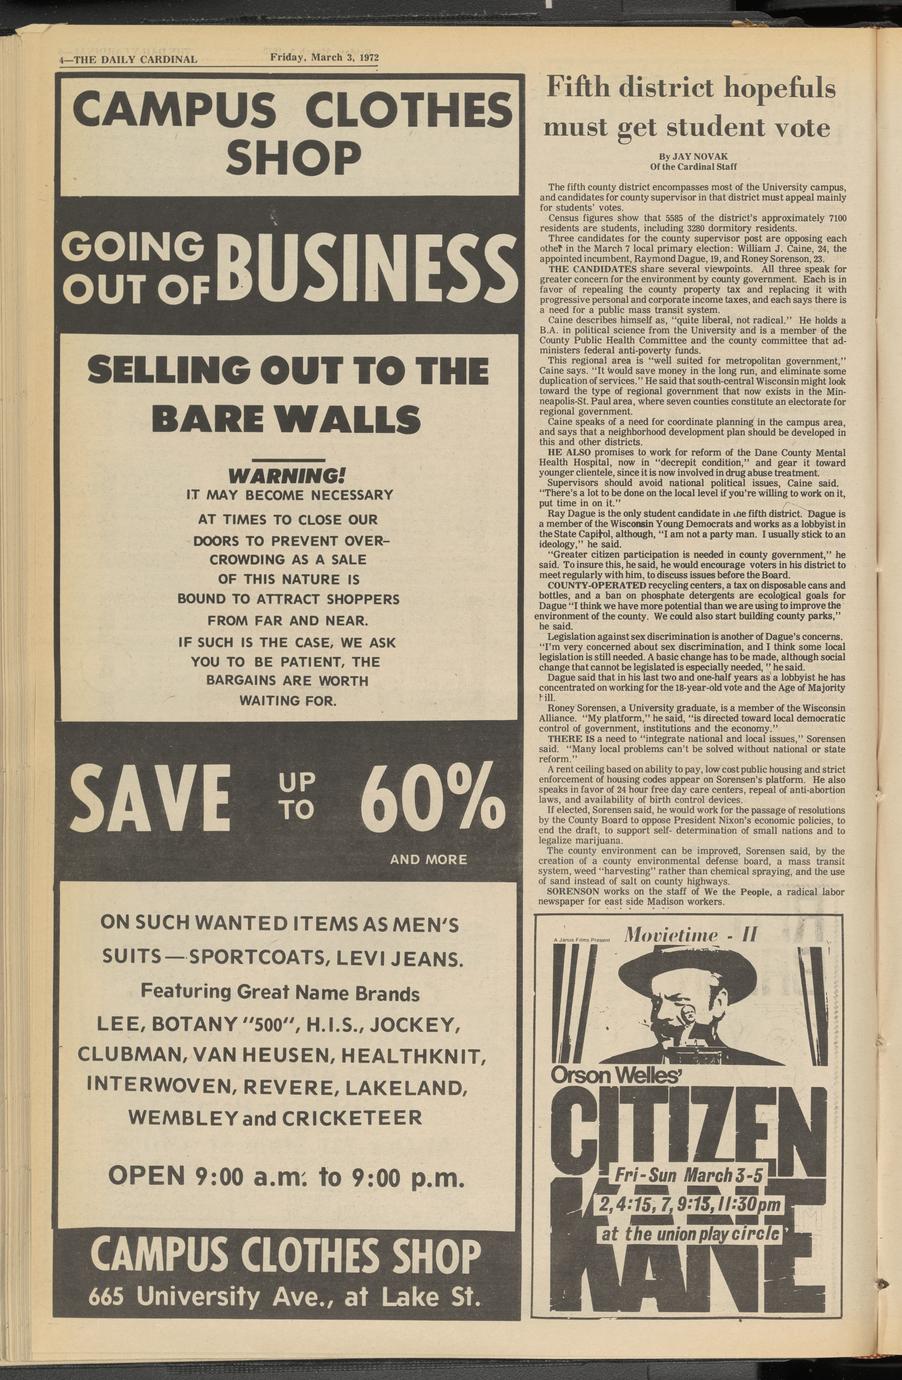 4—THE DAILY CARDINAL
Friday, March 3, 1972
CAMPUS CLOTHES
SHOP
GOING
OUT OF
BUSINESS
SELLING OUT TO THE
BARE WALLS
WARNING!
IT MAY BECOME NECESSARY
AT TIMES TO CLOSE OUR
DOORS TO PREVENT OVER–
CROWDING AS A SALE
OF THIS NATURE IS
BOUND TO ATTRACT SHOPPERS
FROM FAR AND NEAR.
IF SUCH IS THE CASE, WE ASK
YOU TO BE PATIENT, THE
BARGAINS ARE WORTH
WAITING FOR.
SAVE UP TO 60%
AND MORE
ON SUCH WANTED ITEMS AS MEN'S
SUITS—SPORTCOATS, LEVI JEANS.
Featuring Great Name Brands
LEE, BOTANY "500", H.I.S., JOCKEY,
CLUBMAN, VAN HEUSEN, HEALTHKNIT,
INTERWOVEN, REVERE, LAKELAND,
WEMBLEY and CRICKETEER
OPEN 9:00 a.m. to 9:00 p.m.
CAMPUS CLOTHES SHOP
665 University Ave., at Lake St.
Fifth district hopefuls
must get student vote
By JAY NOVAK
Of the Cardinal Staff
The fifth county district encompasses most of the University campus,
and candidates for county supervisor in that district must appeal mainly
for students' votes.
Census figures show that 5585 of the district's approximately 7100
residents are students, including 3280 dormitory residents.
Three candidates for the county supervisor post are opposing each
other in the March 7 local primary election: William J. Caine, 24, the
appointed incumbent, Raymond Dague, 19, and Roney Sorenson, 23.
THE CANDIDATES share several viewpoints. All three speak for
greater concern for the environment by county government. Each is in
favor of repealing the county property tax and replacing it with
progressive personal and corporate income taxes, and each says there is
a need for a public mass transit system.
Caine describes himself as, "quite liberal, not radical." He holds a
B.A. in political science from the University and is a member of the
County Public Health Committee and the county committee that ad-
ministers federal anti-poverty funds.
This regional area is "well suited for metropolitan government,"
Caine says. "It would save money in the long run, and eliminate some
duplication of services." He said that south-central Wisconsin might look
toward the type of regional government that now exists in the Min-
neapolis-St. Paul area, where seven counties constitute an electorate for
regional government.
Caine speaks of a need for coordinate planning in the campus area,
and says that a neighborhood development plan should be developed in
this and other districts.
HE ALSO promises to work for reform of the Dane County Mental
Health Hospital, now in "decrepit condition," and gear it toward
younger clientele, since it is now involved in drug abuse treatment.
Supervisors should avoid national political issues, Caine said.
"There's a lot to be done on the local level if you're willing to work on it,
put time in on it."
Ray Dague is the only student candidate in the fifth district. Dague is
a member of the Wisconsin Young Democrats and works as a lobbyist in
the State Capitol, although, "I am not a party man. I usually stick to an
ideology," he said.
"Greater citizen participation is needed in county government," he
said. To insure this, he said, he would encourage voters in his district to
meet regularly with him, to discuss issues before the Board.
COUNTY-OPERATED recycling centers, a tax on disposable cans and
bottles, and a ban on phosphate detergents are ecological goals for
Dague "I think we have more potential than we are using to improve the
environment of the county. We could also start building county parks,"
he said.
Legislation against sex discrimination is another of Dague's concerns.
"I'm very concerned about sex discrimination, and I think some local
legislation is still needed. A basic change has to be made, although social
change that cannot be legislated is especially needed, " he said.
Dague said that in his last two and one-half years as a lobbyist he has
concentrated on working for the 18-year-old vote and the Age of Majority
Bill.
Roney Sorensen, a University graduate, is a member of the Wisconsin
Alliance. "My platform," he said, "is directed toward local democratic
control of government, institutions and the economy."
THERE IS a need to "integrate national and local issues," Sorensen
said. "Many local problems can't be solved without national or state
reform."
A rent ceiling based on ability to pay, low cost public housing and strict
enforcement of housing codes appear on Sorensen's platform. He also
speaks in favor of 24 hour free day care centers, repeal of anti-abortion
laws, and availability of birth control devices.
If elected, Sorensen said, he would work for the passage of resolutions
by the County Board to oppose President Nixon's economic policies, to
end the draft, to support self- determination of small nations and to
legalize marijuana.
The county environment can be improved, Sorensen said, by the
creation of a county environmental defense board, a mass transit
system, weed "harvesting" rather than chemical spraying, and the use
of sand instead of salt on county highways.
SORENSON works on the staff of We the People, a radical labor
newspaper for east side Madison workers.
A Janus Films Present
Movietime - II
Orson Welles'
CITIZEN
KANE
Fri-Sun March 3-5
2, 4:15, 7, 9:15, 11:30 pm
at the union play circle